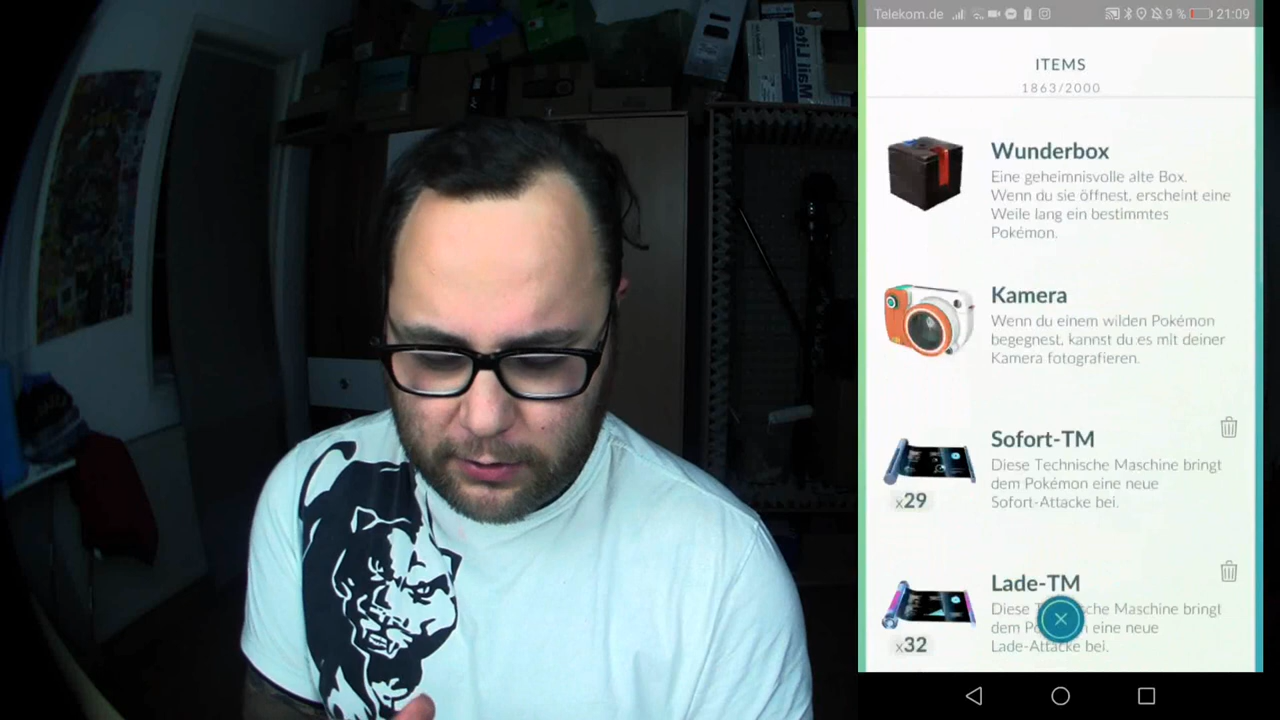 Mali Lite
Telekom.de
9 %
21:09
ITEMS
1863/2000
Wunderbox
Eine geheimnisvolle alte Box.
Wenn du sie öffnest, erscheint eine
Weile lang ein bestimmtes
Pokémon.
Kamera
Wenn du einem wilden Pokémon
begegnest, kannst du es mit deiner
Kamera fotografieren.
Sofort-TM
Diese Technische Maschine bringt
dem Pokémon eine neue
Sofort-Attacke bei.
x29
Lade-TM
Diese Maschine bringt
dem eine neue
Lade-Attacke bei.
x32